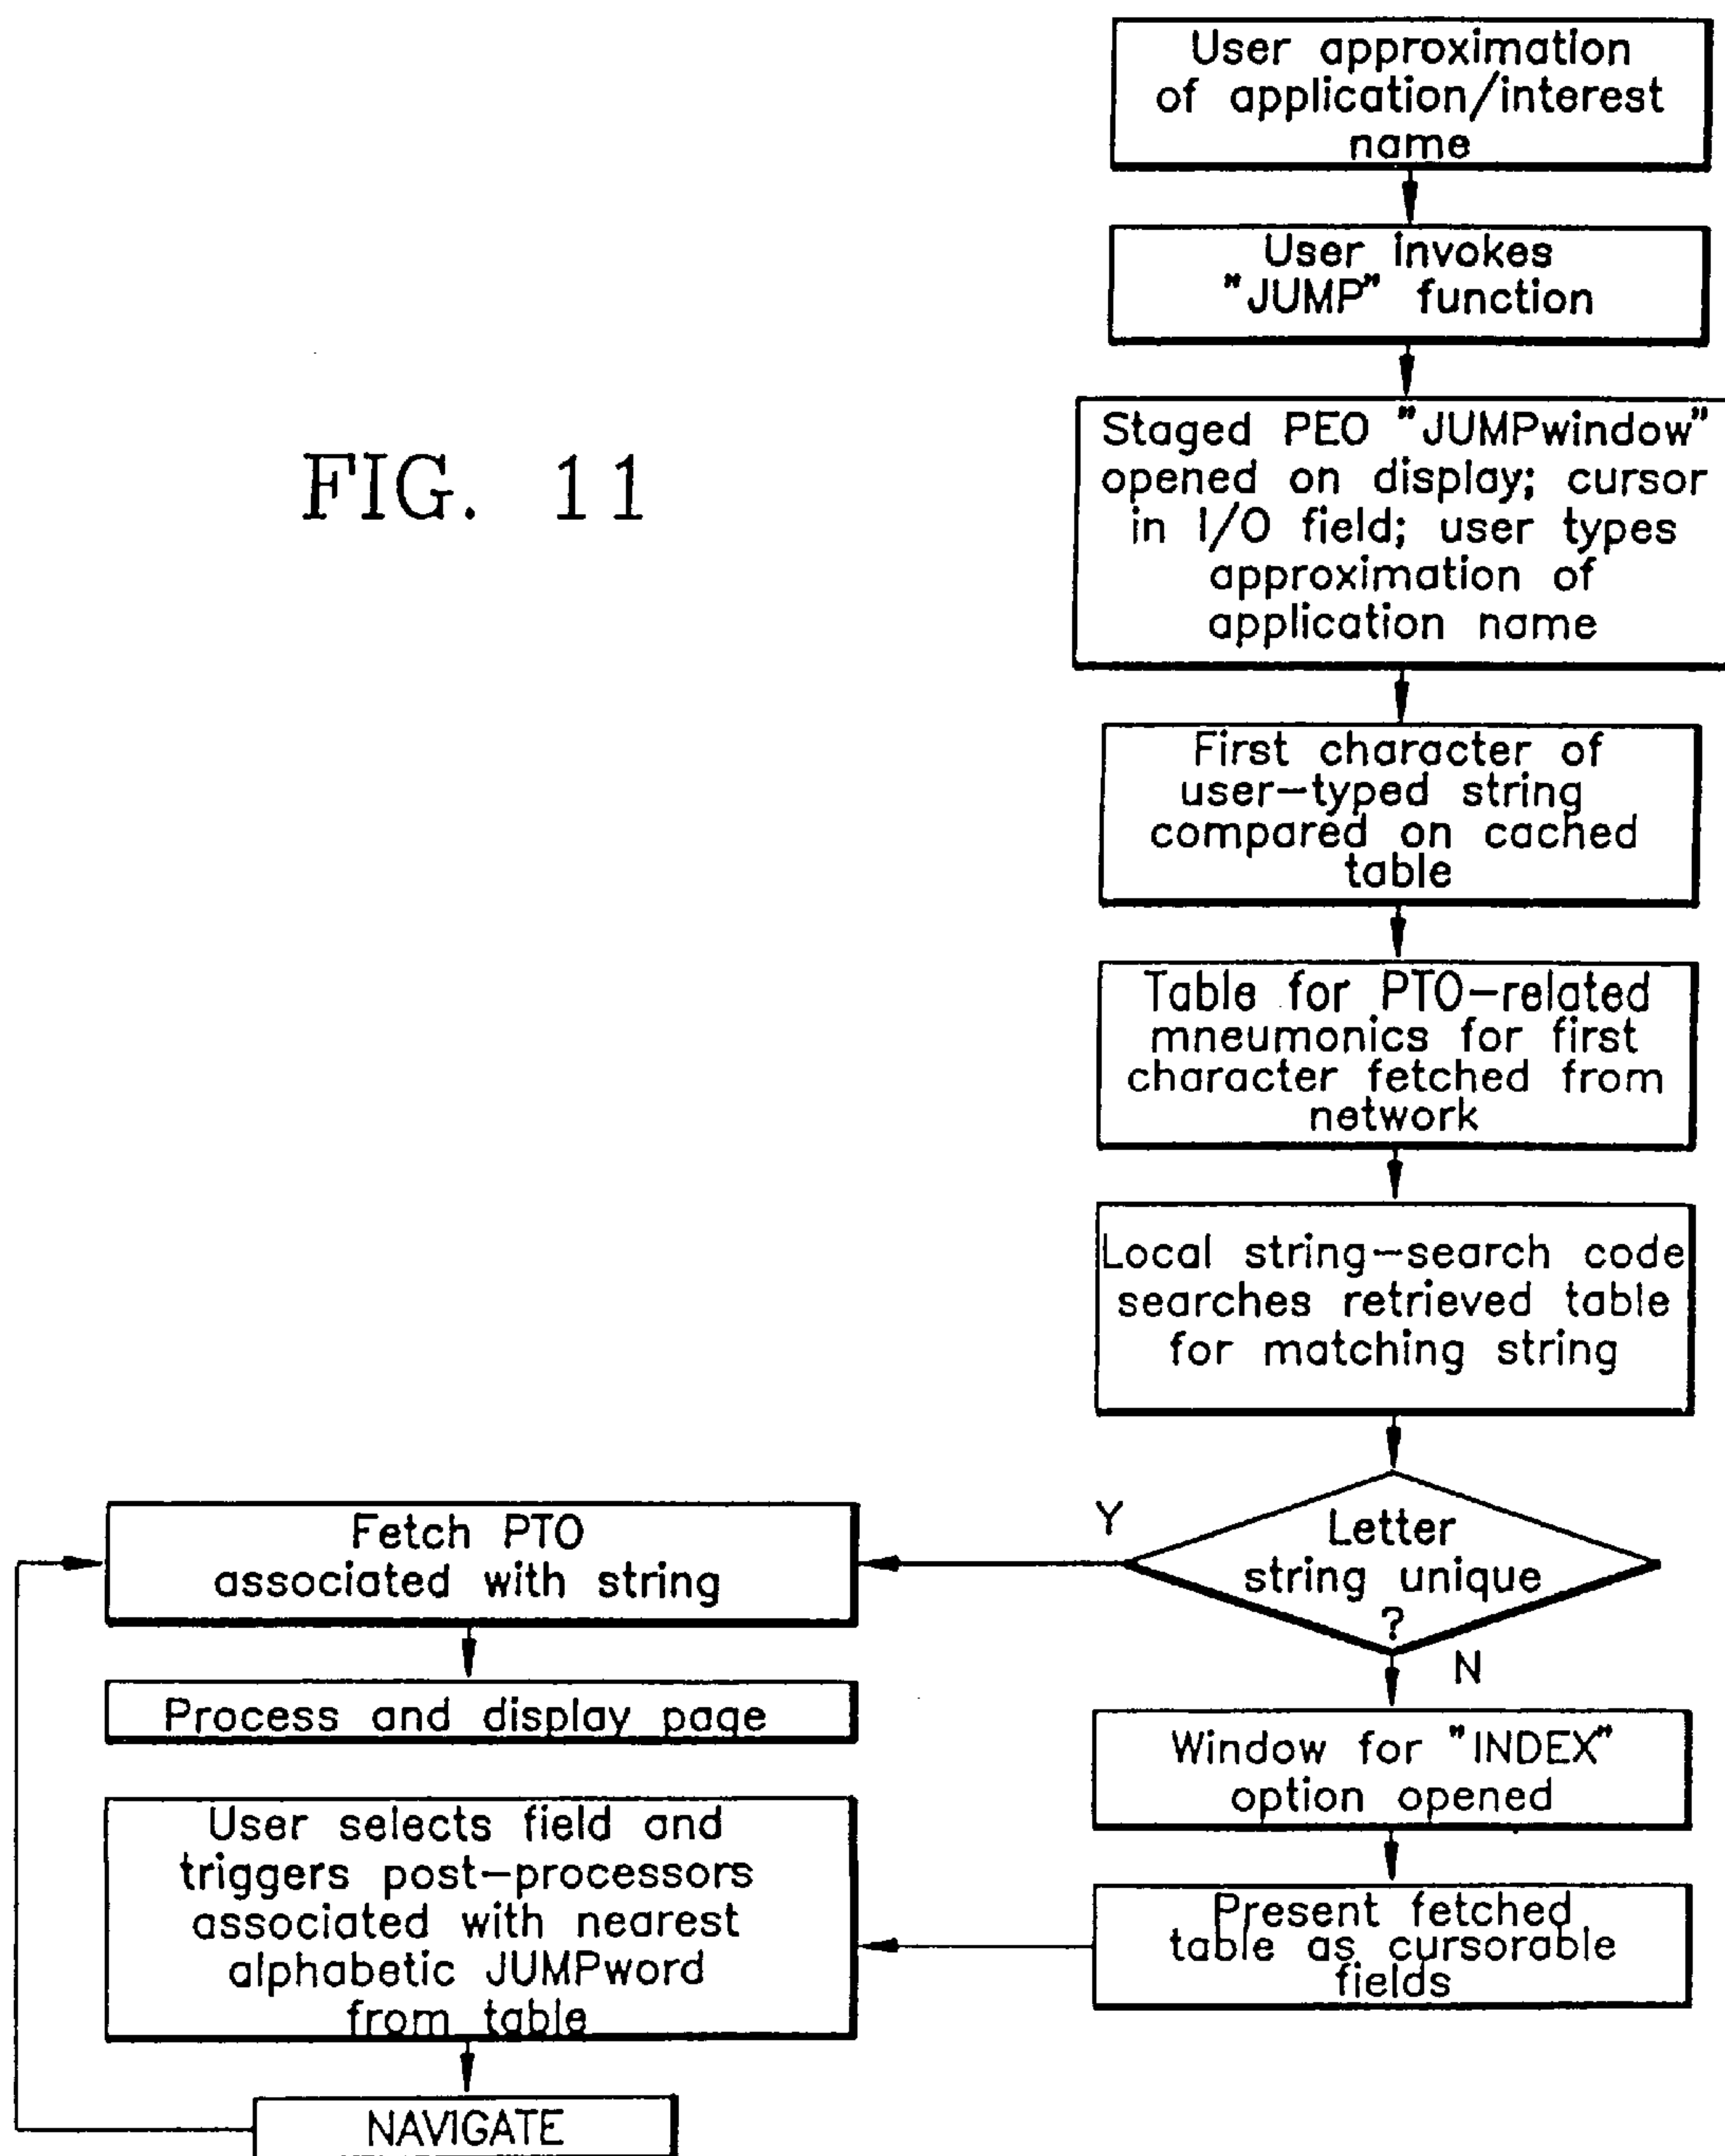 FIG. 11
User approximation
of application/interest
name
User invokes
"JUMP" function
Staged PEO "JUMPwindow"
opened on display; cursor
in I/O field; user types
approximation of
application name
First character of
user-typed string
compared on cached
table
Table for PTO-related
mneumonics for first
character fetched from
network
Local string-search code
searches retrieved table
for matching string
Letter
string unique
?
Y
N
Fetch PTO
associated with string
Process and display page
Window for "INDEX"
option opened
Present fetched
table as cursorable
fields
User selects field and
triggers post-processors
associated with nearest
alphabetic JUMPword
from table
NAVIGATE